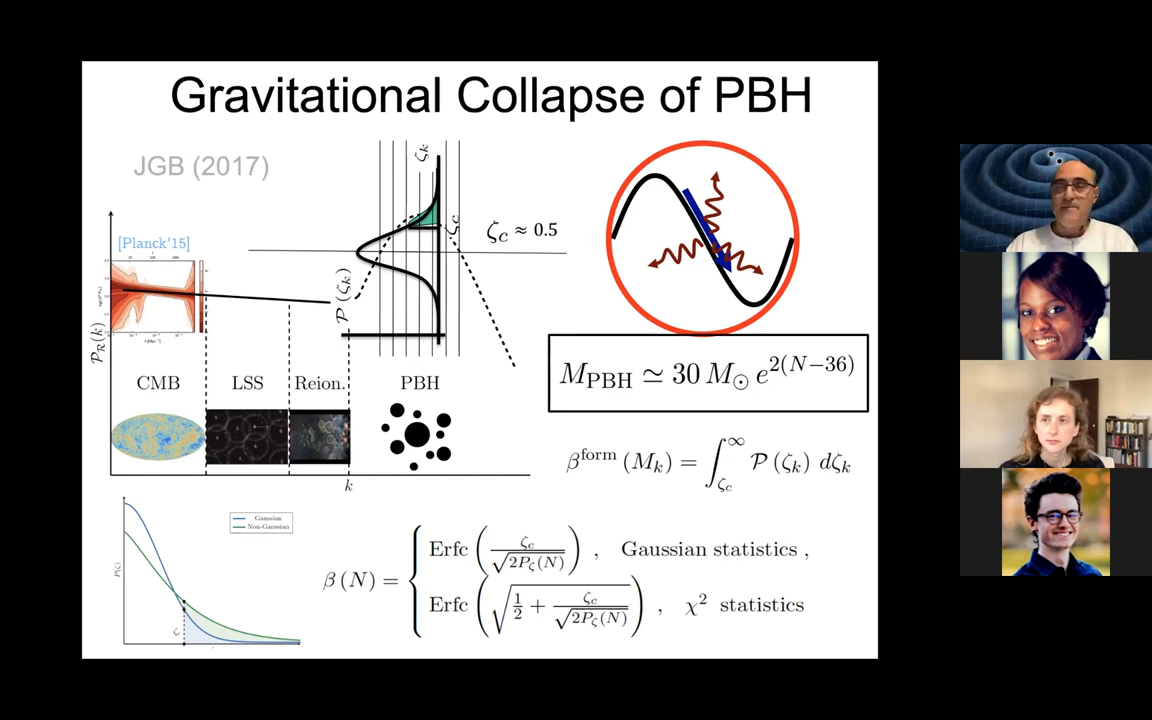 Gravitational Collapse of PBH
JGB (2017)
[Planck'15]
ζ_k
ζ_c
ζ_c ≈ 0.5
P(ζ_k)
P_R(k)
CMB
LSS
Reion.
PBH
k
M_PBH ≃ 30 M_⊙ e^{2(N−36)}
β^form (M_k) = ∫_{ζ_c}^{∞} P(ζ_k) dζ_k
Gaussian
Non-Gaussian
P(ζ)
ζ_c
β(N) = { Erfc( ζ_c / √(2P_ζ(N)) ) , Gaussian statistics ,
Erfc( √( 1/2 + ζ_c / √(2P_ζ(N)) ) ) , χ² statistics